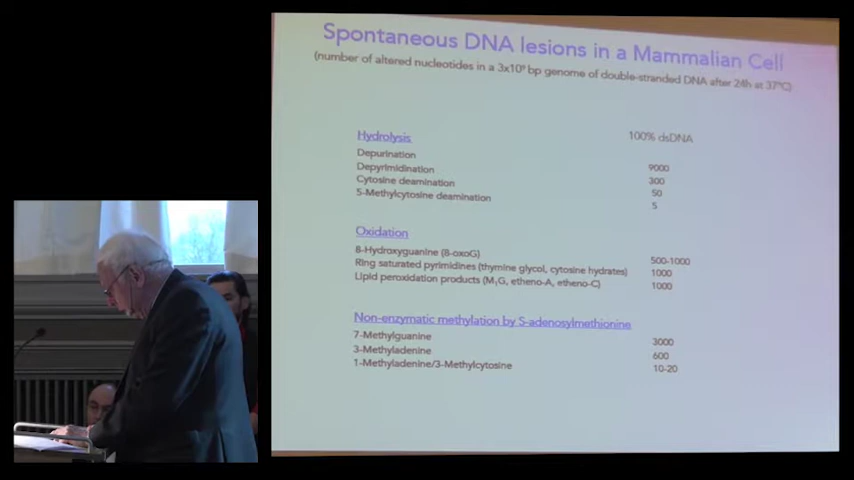 Spontaneous DNA lesions in a Mammalian Cell
(number of altered nucleotides in a 3x10⁹ bp genome of double-stranded DNA after 24h at 37°C)
Hydrolysis 100% dsDNA
Depurination 9000
Depyrimidination 300
Cytosine deamination 50
5-Methylcytosine deamination 5
Oxidation
8-Hydroxyguanine (8-oxoG) 500-1000
Ring saturated pyrimidines (thymine glycol, cytosine hydrates) 1000
Lipid peroxidation products (M₁G, etheno-A, etheno-C) 1000
Non-enzymatic methylation by S-adenosylmethionine
7-Methylguanine 3000
3-Methyladenine 600
1-Methyladenine/3-Methylcytosine 10-20